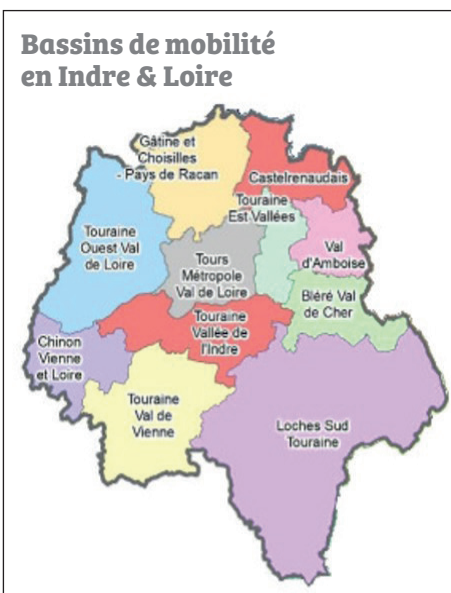 Bassins de mobilité
en Indre & Loire
Gâtine et
Choisilles
- Pays de Racan
Castelrenaudais
Touraine
Est Vallées
Touraine
Ouest Val
de Loire
Tours
Métropole
Val de Loire
Val
d'Amboise
Bléré Val
de Cher
Touraine
Vallée de
l'Indre
Chinon
Vienne
et Loire
Touraine
Val de
Vienne
Loches Sud
Touraine